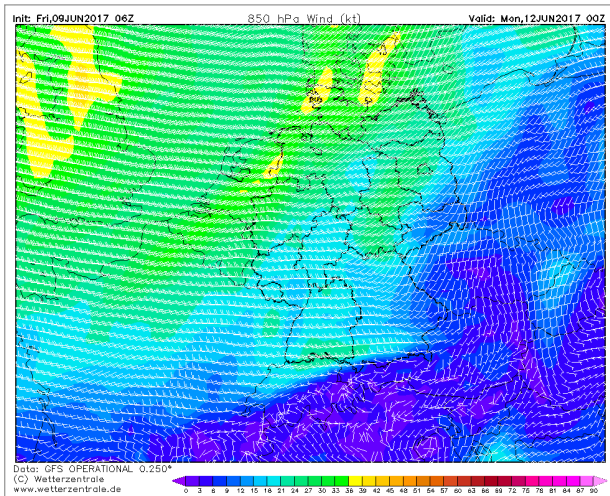 Init: Fri,09JUN2017 06Z 850 hPa Wind (kt) Valid: Mon,12JUN2017 00Z
Data: GFS OPERATIONAL 0.250°
(C) Wetterzentrale
www.wetterzentrale.de
0 3 6 9 12 15 18 21 24 27 30 33 36 39 42 45 48 51 54 57 60 63 66 69 72 75 78 81 84 87 90